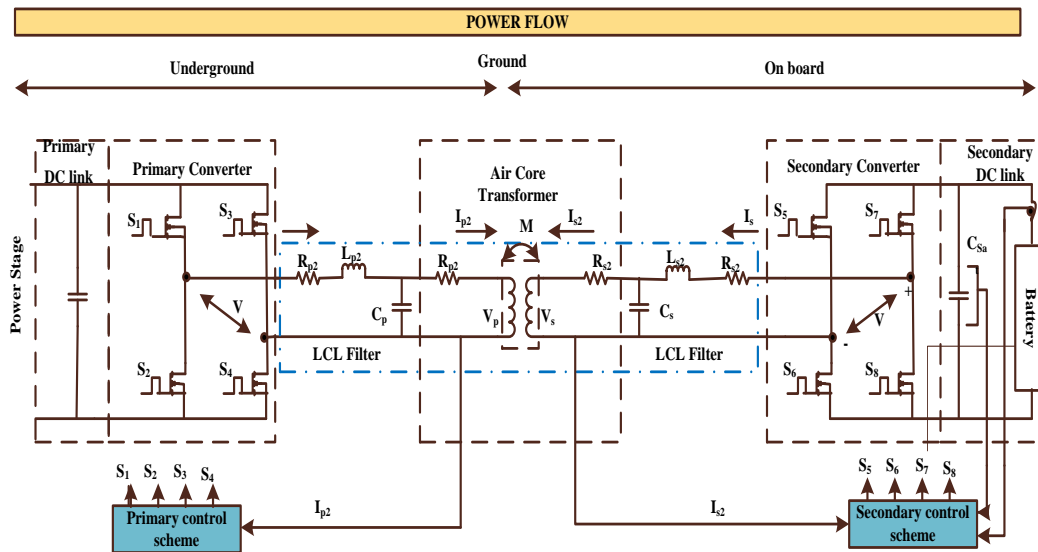 POWER FLOW
Underground
Ground
On board
Primary
DC link
Primary Converter
Air Core
Transformer
Secondary Converter
Secondary
DC link
Power Stage
S1
S3
S2
S4
V
Rp2
Lp2
Cp
Rp2
Ip2
M
Is2
Is
Vp
Vs
Rs2
Ls2
Rs2
Cs
LCL Filter
LCL Filter
S5
S7
S6
S8
+
V
-
CSa
Battery
S1 S2 S3 S4
Primary control
scheme
Ip2
Is2
S5 S6 S7 S8
Secondary control
scheme